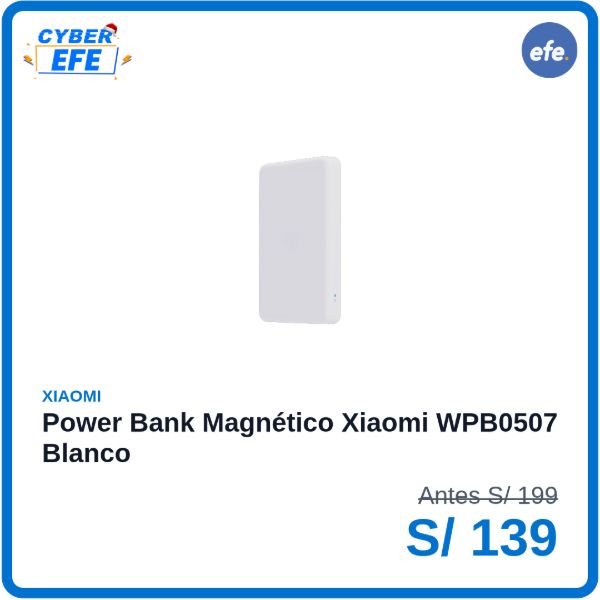 CYBER
EFE
efe.
XIAOMI
Power Bank Magnético Xiaomi WPB0507
Blanco
Antes S/ 199
S/ 139